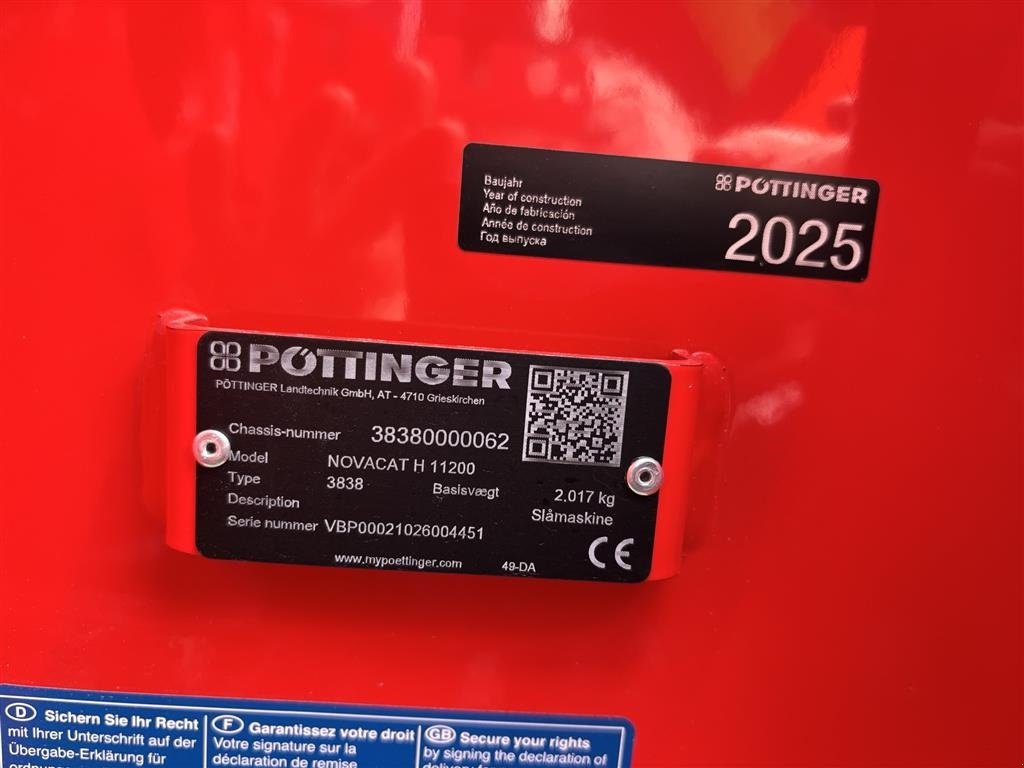 PÖTTINGER
Baujahr
Year of construction
Año de fabricación
Année de construction
Год выпуска
2025
PÖTTINGER
PÖTTINGER Landtechnik GmbH, AT - 4710 Grieskirchen
Chassis-nummer 38380000062
Model NOVACAT H 11200
Type 3838 Basisvægt 2.017 kg
Description Slåmaskine
Serie nummer VBP00021026004451
CE
www.mypoettinger.com 49-DA
D Sichern Sie Ihr Recht
mit Ihrer Unterschrift auf der
Übergabe-Erklärung für
F Garantissez votre droit
Votre signature sur la
déclaration de remise
GB Secure your rights
by signing the declaration of